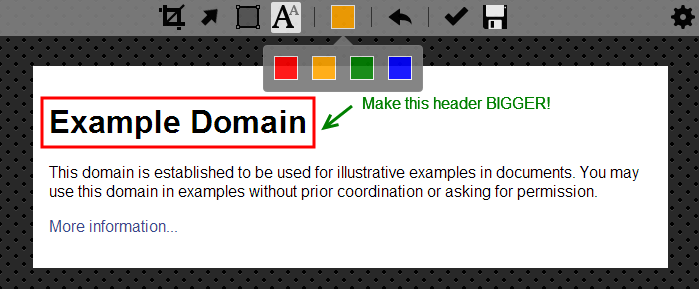 AA
Make this header BIGGER!
Example Domain
This domain is established to be used for illustrative examples in documents. You may
use this domain in examples without prior coordination or asking for permission.
More information...